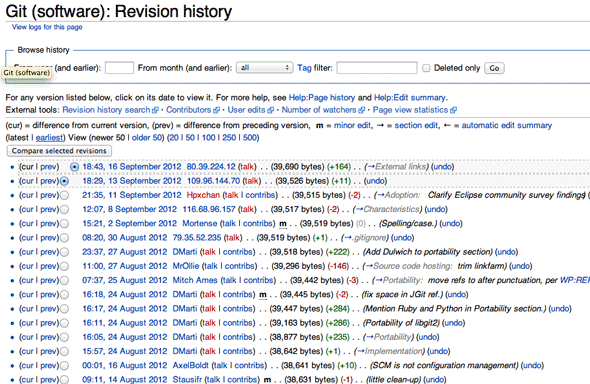 Git (software): Revision history
View logs for this page
Browse history
Git (software)
(and earlier): From month (and earlier): all Tag filter: Deleted only Go
For any version listed below, click on its date to view it. For more help, see Help:Page history and Help:Edit summary.
External tools: Revision history search · Contributors · User edits · Number of watchers · Page view statistics
(cur) = difference from current version, (prev) = difference from preceding version, m = minor edit, → = section edit, ← = automatic edit summary
(latest | earliest) View (newer 50 | older 50) (20 | 50 | 100 | 250 | 500)
Compare selected revisions
(cur | prev) 18:43, 16 September 2012 80.39.224.12 (talk) . . (39,690 bytes) (+164) . . (→External links) (undo)
(cur | prev) 18:29, 13 September 2012 109.96.144.70 (talk) . . (39,526 bytes) (+11) . . (undo)
(cur | prev) 21:35, 11 September 2012 Hpxchan (talk | contribs) . . (39,515 bytes) (-2) . . (→Adoption: Clarify Eclipse community survey findings)
(cur | prev) 12:07, 8 September 2012 116.68.96.157 (talk) . . (39,517 bytes) (-2) . . (→Characteristics) (undo)
(cur | prev) 15:21, 2 September 2012 Mortense (talk | contribs) m . . (39,519 bytes) (0) . . (Spelling/case.) (undo)
(cur | prev) 08:20, 30 August 2012 79.35.52.235 (talk) . . (39,519 bytes) (+1) . . (→.gitignore) (undo)
(cur | prev) 23:37, 27 August 2012 DMarti (talk | contribs) . . (39,518 bytes) (+222) . . (Add Dulwich to portability section) (undo)
(cur | prev) 11:00, 27 August 2012 MrOllie (talk | contribs) . . (39,296 bytes) (-146) . . (→Source code hosting: trim linkfarm) (undo)
(cur | prev) 07:37, 25 August 2012 Mitch Ames (talk | contribs) . . (39,442 bytes) (-3) . . (→Portability: move refs to after punctuation, per WP:REF
(cur | prev) 16:18, 24 August 2012 DMarti (talk | contribs) m . . (39,445 bytes) (-2) . . (fix space in JGit ref.) (undo)
(cur | prev) 16:17, 24 August 2012 DMarti (talk | contribs) . . (39,447 bytes) (+284) . . (Mention Ruby and Python in Portability section.) (undo)
(cur | prev) 16:11, 24 August 2012 DMarti (talk | contribs) . . (39,163 bytes) (+286) . . (Portability of libgit2) (undo)
(cur | prev) 16:05, 24 August 2012 DMarti (talk | contribs) . . (38,877 bytes) (+235) . . (→Portability) (undo)
(cur | prev) 15:57, 24 August 2012 DMarti (talk | contribs) . . (38,642 bytes) (+1) . . (→Implementation) (undo)
(cur | prev) 00:01, 16 August 2012 AxelBoldt (talk | contribs) . . (38,641 bytes) (+10) . . (SCM is not configuration management) (undo)
(cur | prev) 09:11, 14 August 2012 Stausifr (talk | contribs) m . . (38,631 bytes) (-1) . . (little clean-up) (undo)